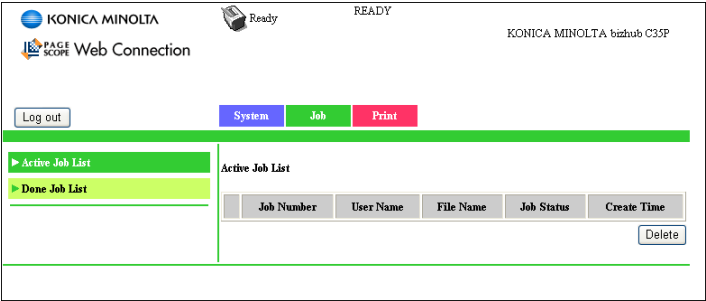 KONICA MINOLTA
PAGE SCOPE Web Connection
Ready
READY
KONICA MINOLTA bizhub C35P
Log out
System Job Print
Active Job List
Done Job List
Active Job List
Job Number User Name File Name Job Status Create Time
Delete